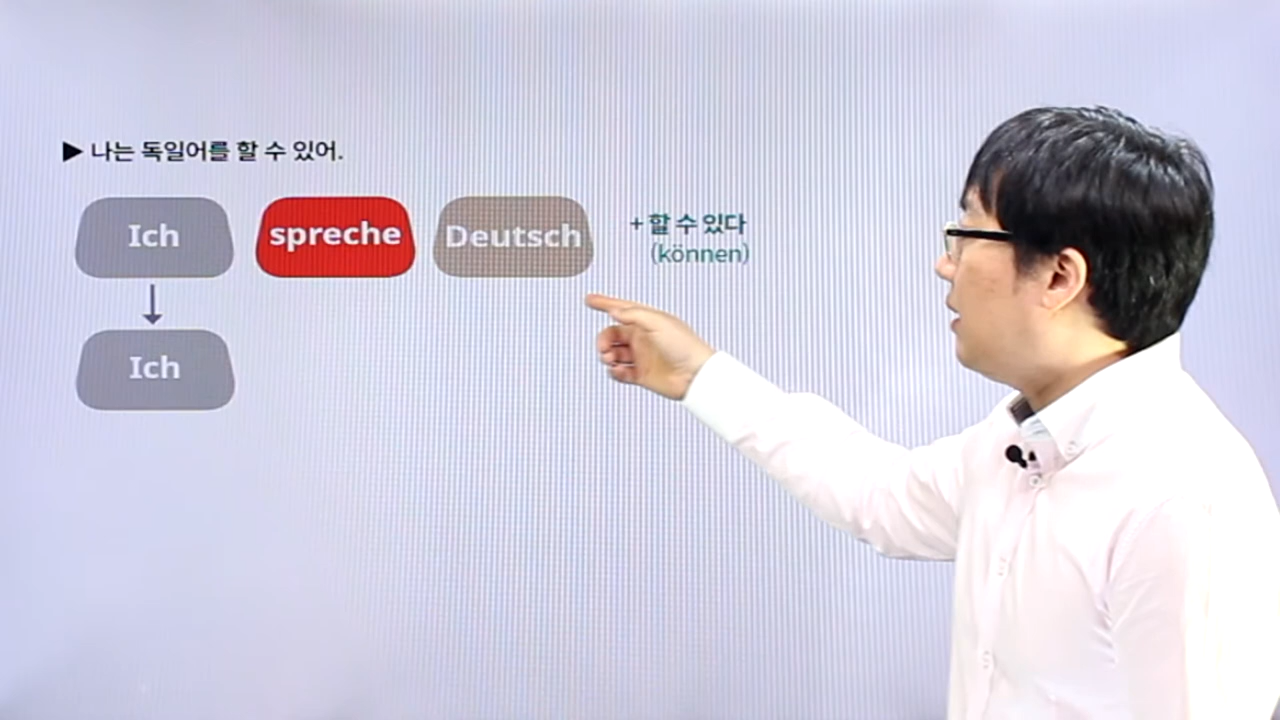 ▶ 나는 독일어를 할 수 있어.
Ich spreche Deutsch + 할 수 있다
(können)
Ich